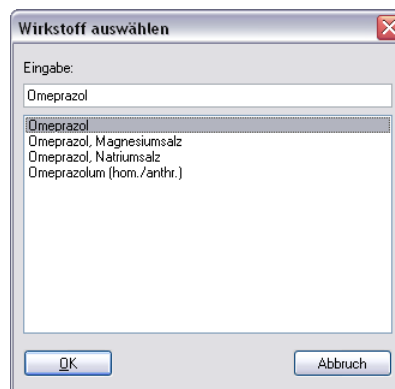 Wirkstoff auswählen
Eingabe:
Omeprazol
Omeprazol
Omeprazol, Magnesiumsalz
Omeprazol, Natriumsalz
Omeprazolum (hom./anthr.)
OK
Abbruch